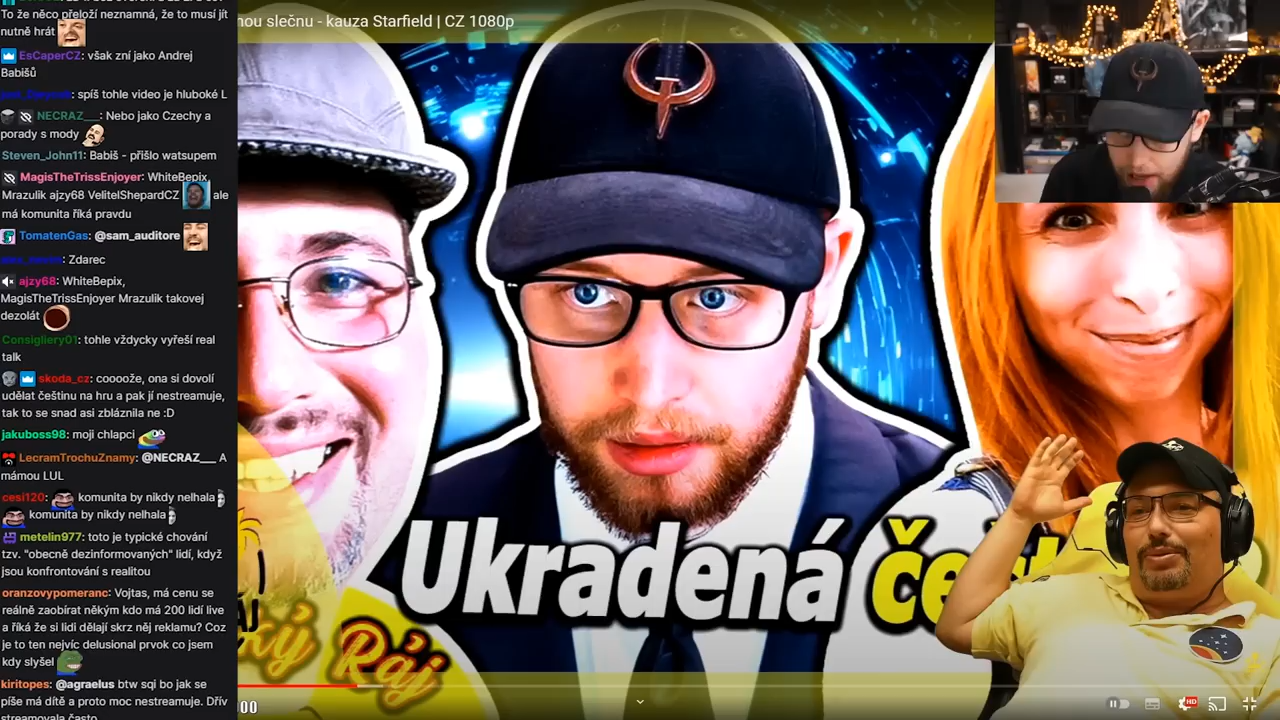 To že něco přeloží neznamná, že to musí jít
nutně hrát
EsCaperCZ: však zní jako Andrej
Babišů
: spíš tohle video je hluboké L
NECRAZ___: Nebo jako Czechy a
porady s mody
Steven_John11: Babiš - přišlo watsupem
MagisTheTrissEnjoyer: WhiteBepix,
Mrazulik ajzy68 VelitelShepardCZ ale
má komunita říká pravdu
TomatenGas: @sam_auditore
: Zdarec
ajzy68: WhiteBepix,
MagisTheTrissEnjoyer Mrazulik takovej
dezolát
Consigliery01: tohle vždycky vyřeší real
talk
skoda_cz: cooože, ona si dovolí
udělat češtinu na hru a pak jí nestreamuje,
tak to se snad asi zbláznila ne :D
jakuboss98: moji chlapci
LecramTrochuZnamy: @NECRAZ___ A
mámou LUL
cesi120: komunita by nikdy nelhala
komunita by nikdy nelhala
metelin977: toto je typické chování
tzv. "obecně dezinformovaných" lidí, když
jsou konfrontování s realitou
oranzovypomeranc: Vojtas, má cenu se
reálně zaobírat někým kdo má 200 lidí live
a říká že si lidi dělají skrz něj reklamu? Coz
je to ten nejvíc delusional prvok co jsem
kdy slyšel
kiritopes: @agraelus btw sqi bo jak se
píše má dítě a proto moc nestreamuje. Dřív
streamovala často
nou slečnu - kauza Starfield | CZ 1080p
Ukradená če
ký Ráj
HD